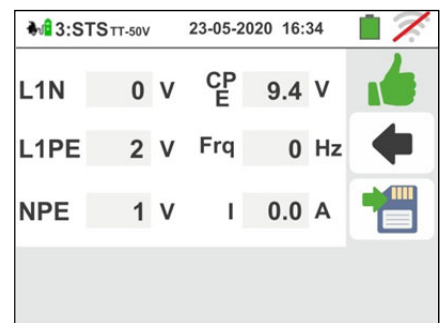 3:STS TT-50V 23-05-2020 16:34
L1N 0 V CP E 9.4 V
L1PE 2 V Frq 0 Hz
NPE 1 V I 0.0 A